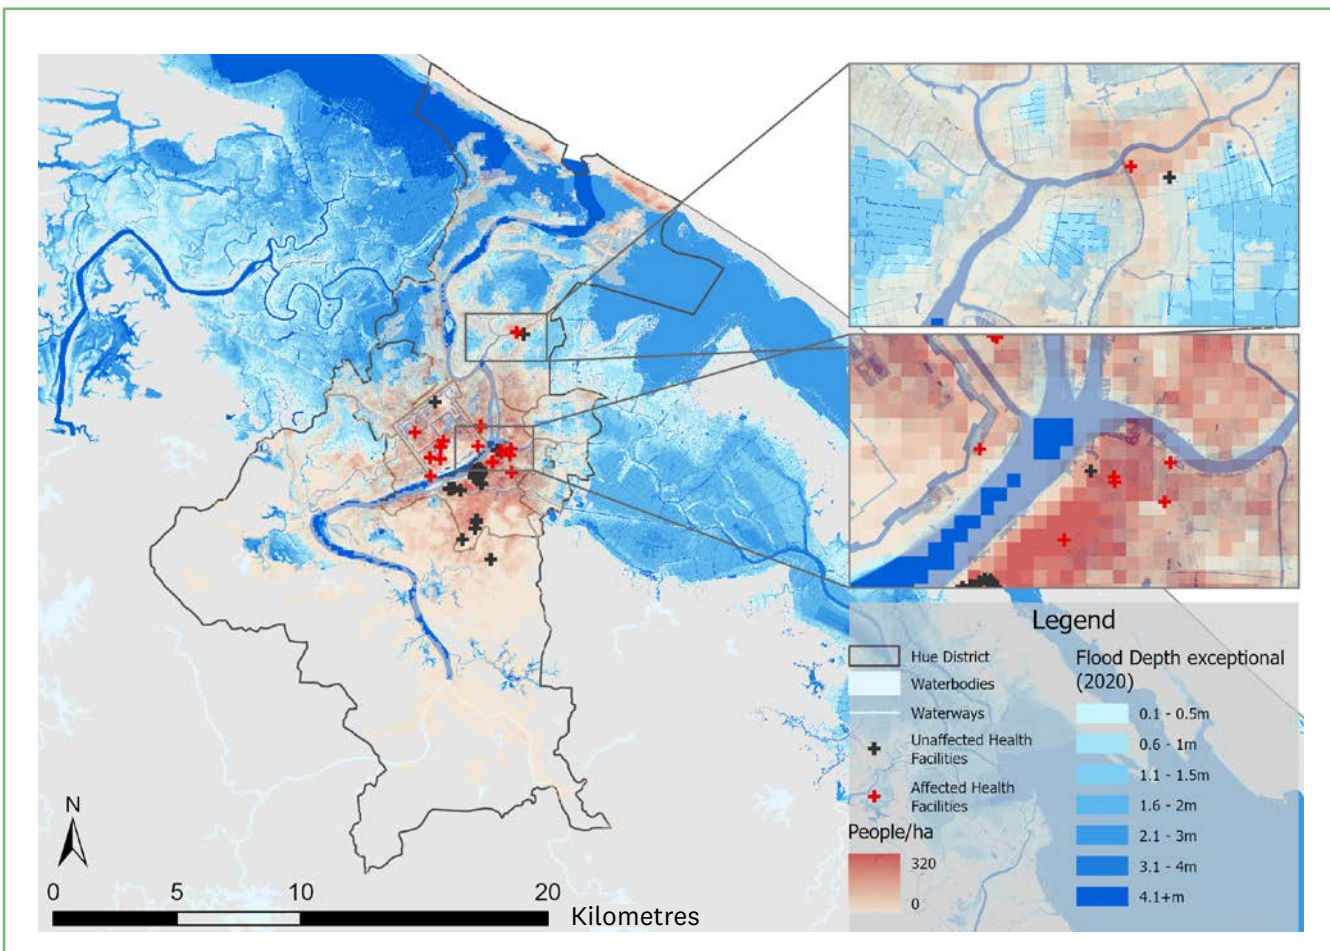 Legend
Hue District
Waterbodies
Waterways
Unaffected Health
Facilities
Affected Health
Facilities
People/ha
320
0
Flood Depth exceptional
(2020)
0.1 - 0.5m
0.6 - 1m
1.1 - 1.5m
1.6 - 2m
2.1 - 3m
3.1 - 4m
4.1+m
N
0 5 10 20
Kilometres